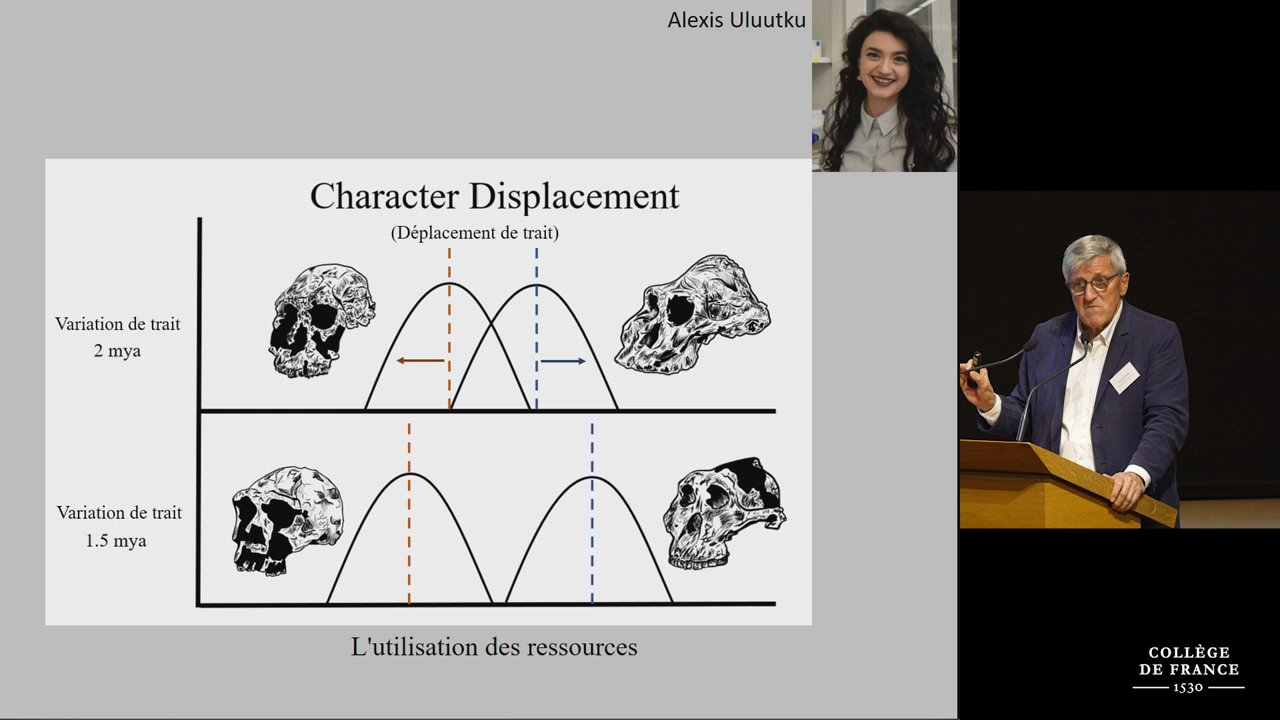 Alexis Uluutku
Character Displacement
(Déplacement de trait)
Variation de trait
2 mya
Variation de trait
1.5 mya
L'utilisation des ressources
COLLÈGE
DE FRANCE
1530